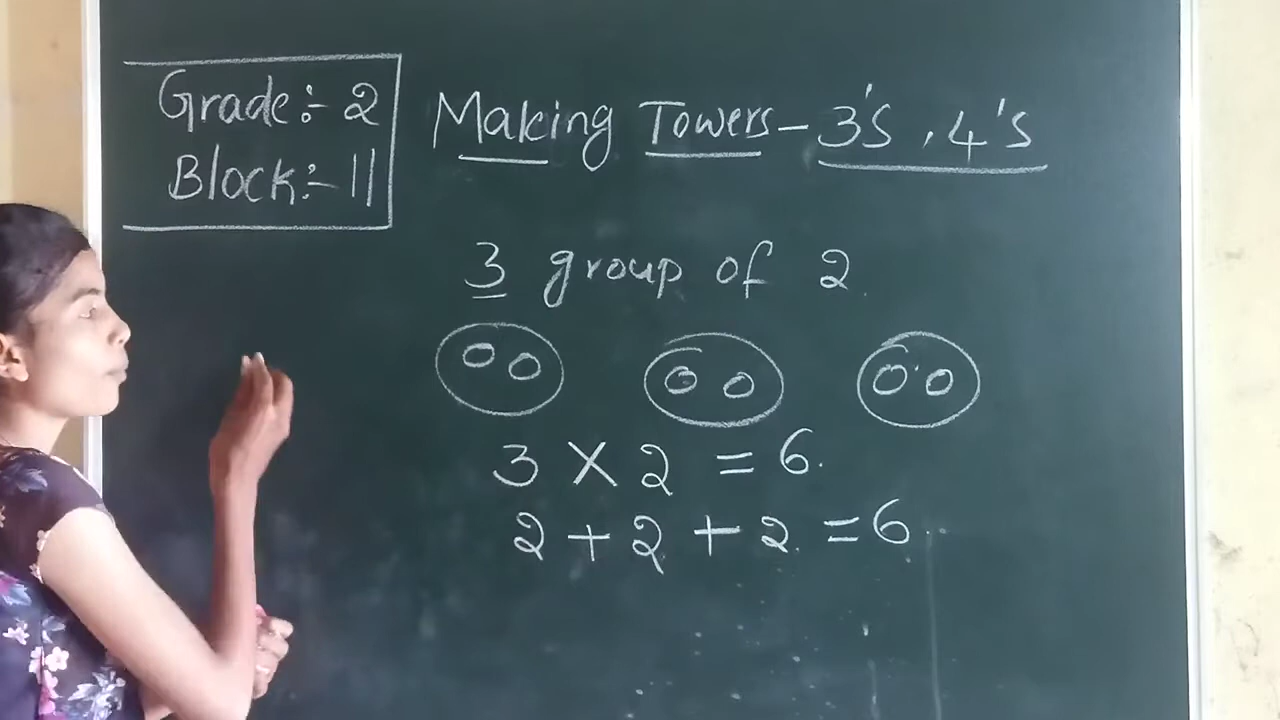 Grade:- 2
Block:- 11
Making Towers - 3's, 4's
3 group of 2
3 × 2 = 6.
2 + 2 + 2 = 6.